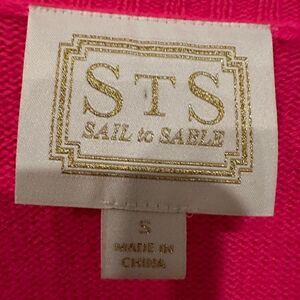 STS
SAIL to SABLE
S
MADE IN
CHINA